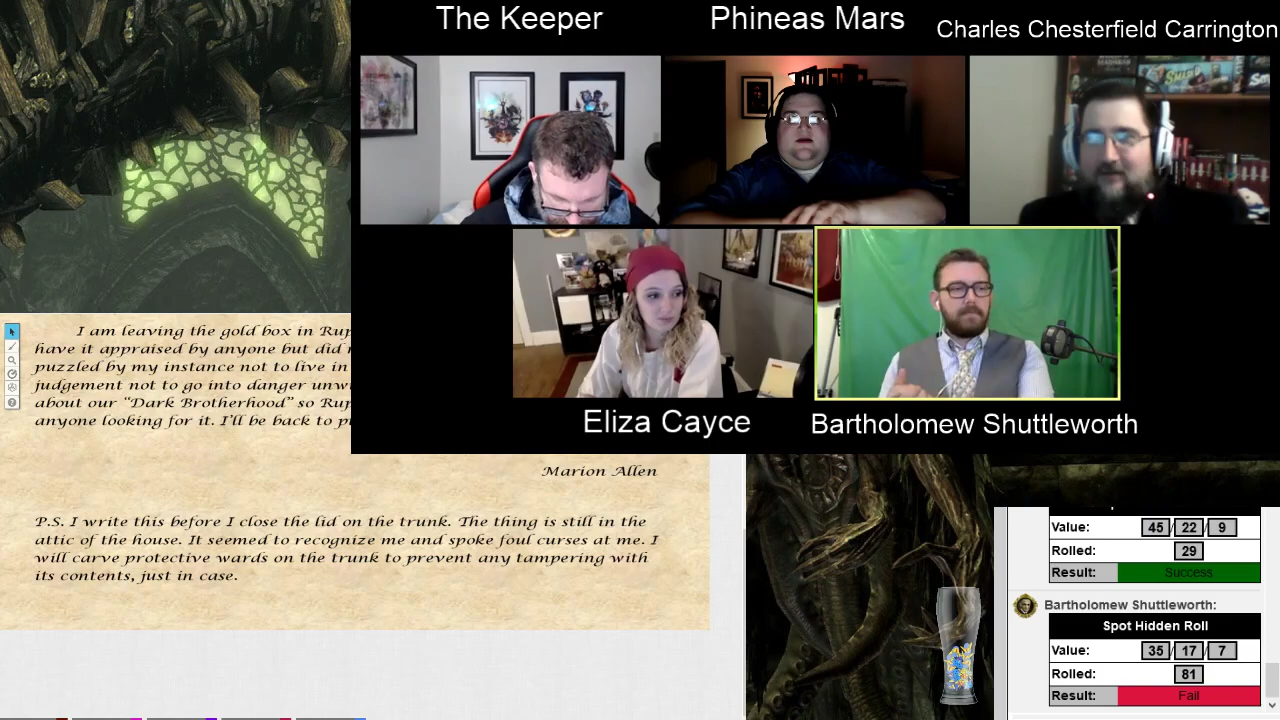 The Keeper
Phineas Mars
Charles Chesterfield Carrington
Eliza Cayce
Bartholomew Shuttleworth
I am leaving the gold box in Rup
have it appraised by anyone but did
puzzled by my instance not to live in
judgement not to go into danger unw
about our "Dark Brotherhood" so Rup
anyone looking for it. I'll be back to p
Marion Allen
P.S. I write this before I close the lid on the trunk. The thing is still in the
attic of the house. It seemed to recognize me and spoke foul curses at me. I
will carve protective wards on the trunk to prevent any tampering with
its contents, just in case.
Value: 45 / 22 / 9
Rolled: 29
Result: Success
Bartholomew Shuttleworth:
Spot Hidden Roll
Value: 35 / 17 / 7
Rolled: 81
Result: Fail